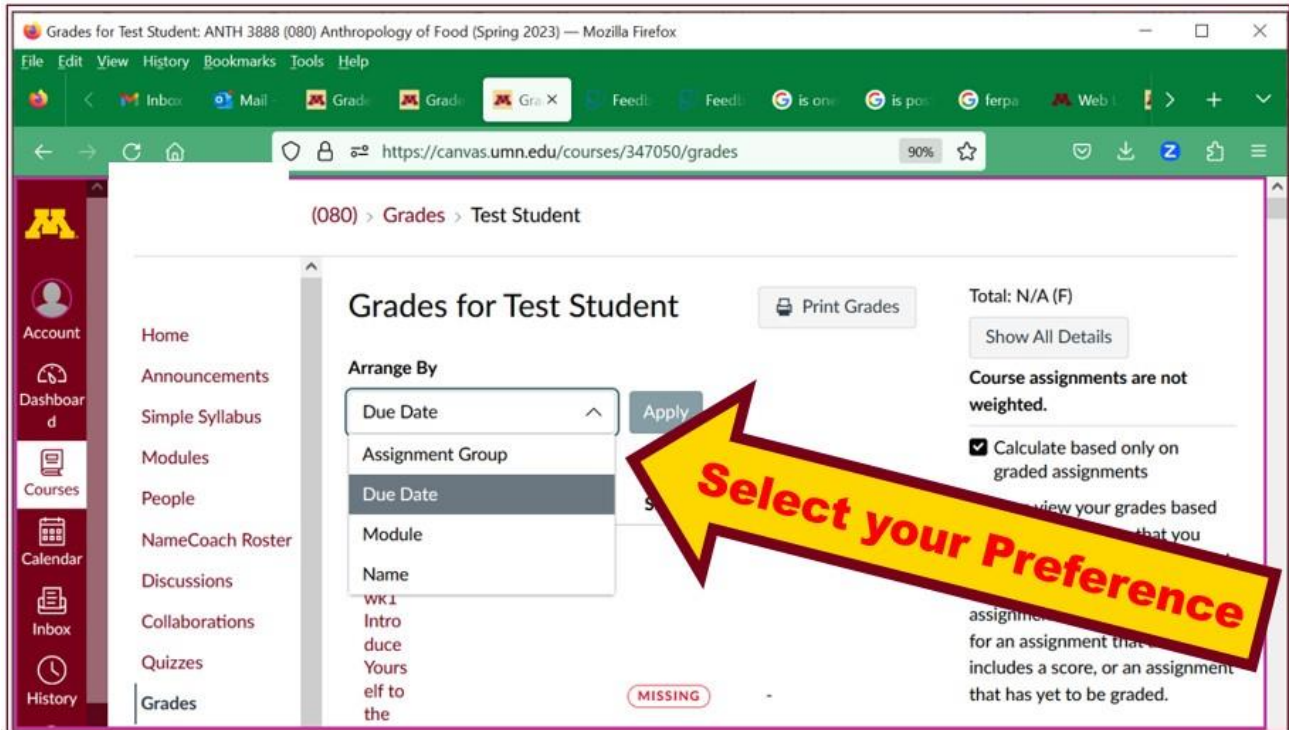 Grades for Test Student: ANTH 3888 (080) Anthropology of Food (Spring 2023) — Mozilla Firefox
File Edit View History Bookmarks Tools Help
Inbox Mail Grade Grade Gra Feedb Feedb is one is pos ferpa Web
https://canvas.umn.edu/courses/347050/grades 90%
(080) > Grades > Test Student
Grades for Test Student
Print Grades
Total: N/A (F)
Show All Details
Account
Dashboar
d
Courses
Calendar
Inbox
History
Home
Announcements
Simple Syllabus
Modules
People
NameCoach Roster
Discussions
Collaborations
Quizzes
Grades
Arrange By
Due Date
Apply
Assignment Group
Due Date
Module
Name
wk1
Intro
duce
Yours
elf to
the
MISSING -
Select your Preference
Course assignments are not
weighted.
Calculate based only on
graded assignments
view your grades based
that you
for an assignment that
includes a score, or an assignment
that has yet to be graded.